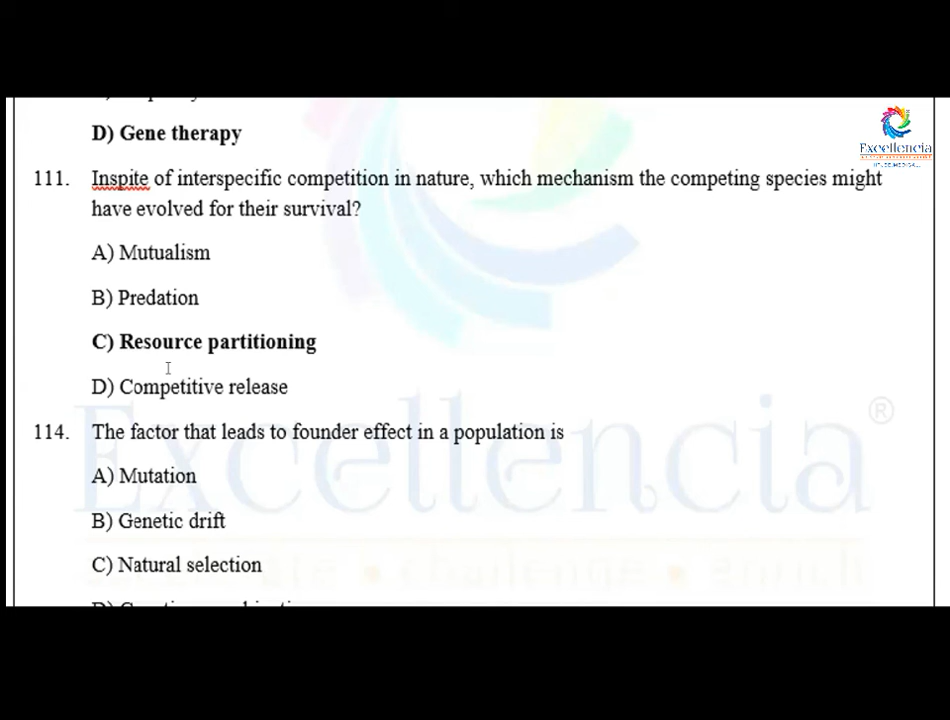 Excellencia
D) Gene therapy
111. Inspite of interspecific competition in nature, which mechanism the competing species might
have evolved for their survival?
A) Mutualism
B) Predation
C) Resource partitioning
D) Competitive release
114. The factor that leads to founder effect in a population is
A) Mutation
B) Genetic drift
C) Natural selection
Excellencia ®
challenge • enrich